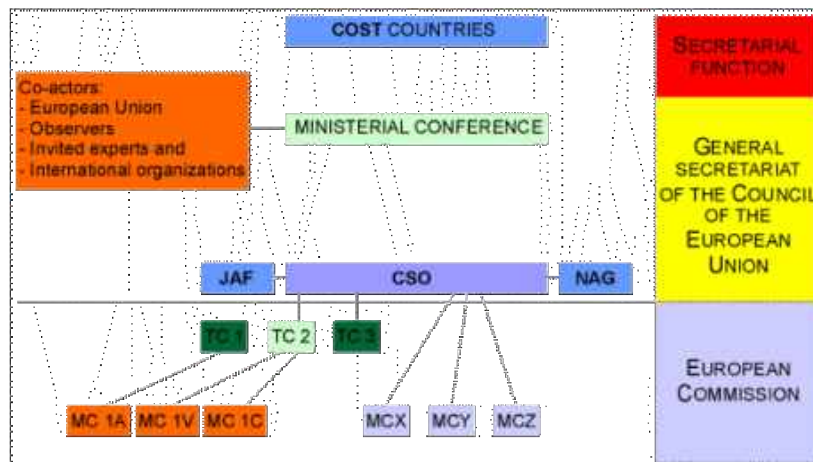 COST COUNTRIES
SECRETARIAL
FUNCTION
Co-actors:
- European Union
- Observers
- Invited experts and
- International organizations
MINISTERIAL CONFERENCE
GENERAL
SECRETARIAT
OF THE COUNCIL
OF THE
EUROPEAN
UNION
JAF
CSO
NAG
TC 1
TC 2
TC 3
EUROPEAN
COMMISSION
MC 1A
MC 1V
MC 1C
MCX
MCY
MCZ